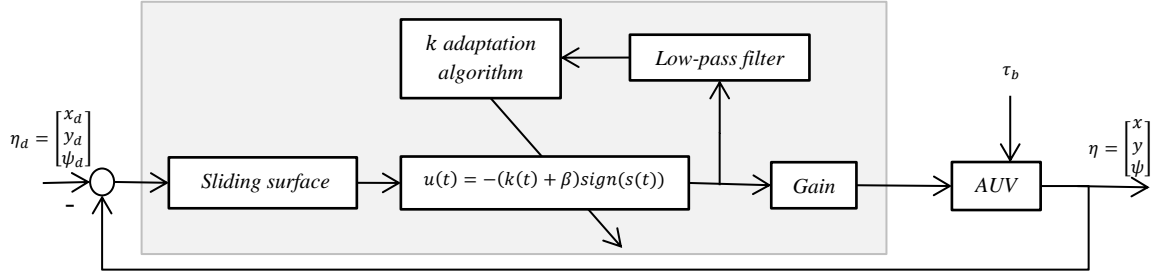 k adaptation
algorithm
Low-pass filter
τ_b
η_d = [x_d
y_d
ψ_d]
η = [x
y
ψ]
Sliding surface
u(t) = −(k(t) + β)sign(s(t))
Gain
AUV
-